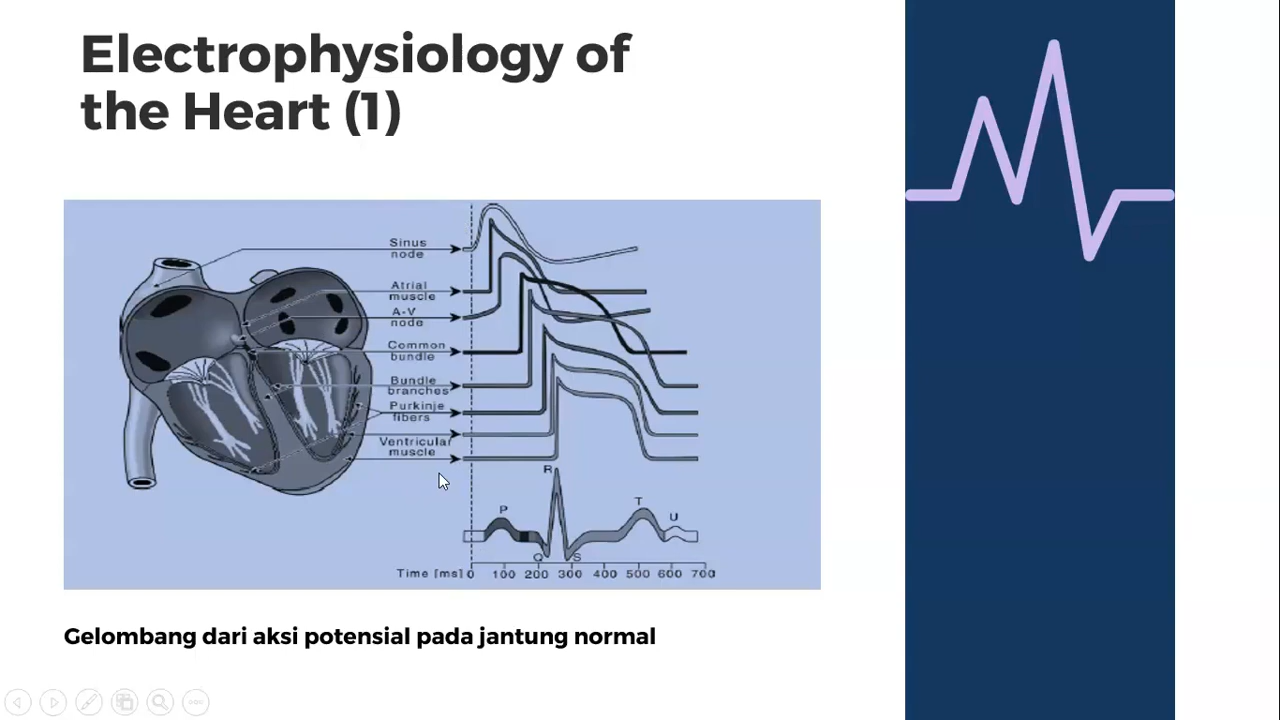 Electrophysiology of
the Heart (1)
Sinus
node
Atrial
muscle
A-V
node
Common
bundle
Bundle
branches
Purkinje
fibers
Ventricular
muscle
R
P
T
U
Q
S
Time [ms] 0 100 200 300 400 500 600 700
Gelombang dari aksi potensial pada jantung normal